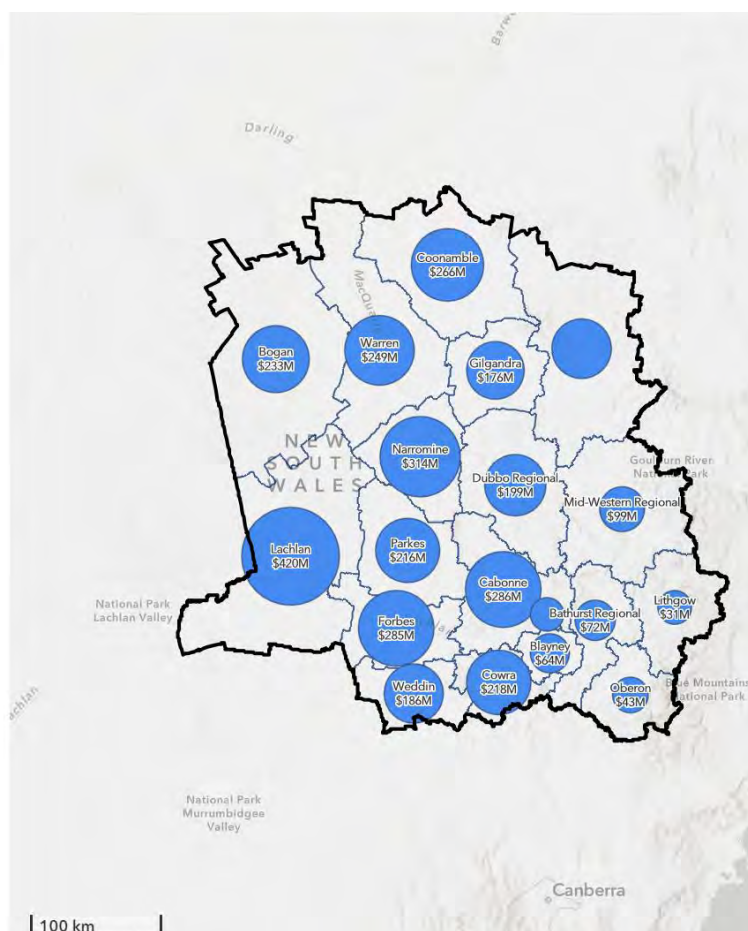 Barw
Darling
Coonamble
$266M
MacQuarie
Warren
$249M
Bogan
$233M
Gilgandra
$176M
NEW
SOUTH
WALES
Narromine
$314M
Goulburn River
National Park
Dubbo Regional
$199M
Mid-Western Regional
$99M
Lachlan
$420M
Parkes
$216M
Cabonne
$286M
National Park
Lachlan Valley
Lithgow
$31M
Bathurst Regional
$72M
Forbes
$285M
Blayney
$64M
Weddin
$186M
Cowra
$218M
Oberon
$43M
Blue Mountains
National Park
achlan
National Park
Murrumbidgee
Valley
Canberra
100 km